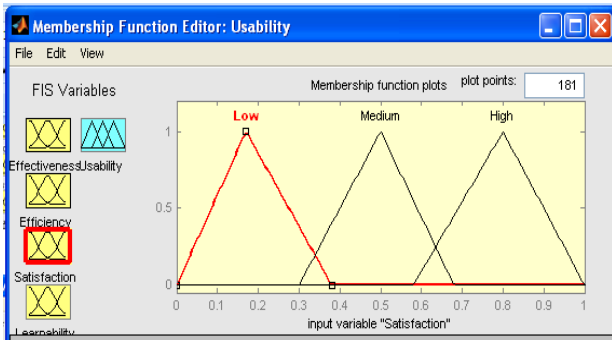 Membership Function Editor: Usability
File Edit View
FIS Variables
Membership function plots plot points: 181
Low Medium High
1
0.5
0
0 0.1 0.2 0.3 0.4 0.5 0.6 0.7 0.8 0.9 1
input variable "Satisfaction"
Effectiveness Usability
Efficiency
Satisfaction
Learnability